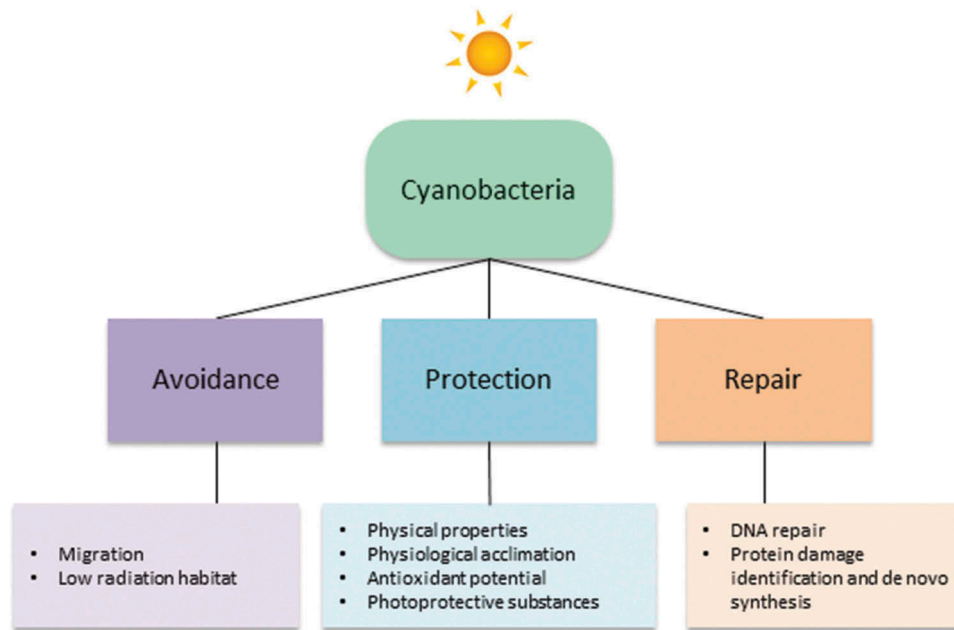 Cyanobacteria
Avoidance
Protection
Repair
• Migration
• Low radiation habitat
• Physical properties
• Physiological acclimation
• Antioxidant potential
• Photoprotective substances
• DNA repair
• Protein damage
identification and de novo
synthesis